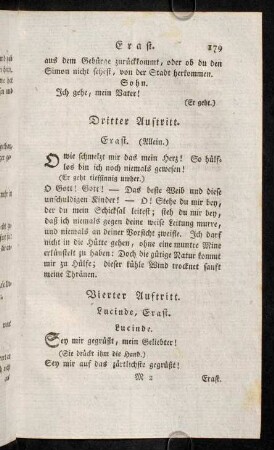 Erast. 179
aus dem Gebürge zurückkommt, oder ob du den
Simon nicht siehest, von der Stadt herkommen.
Sohn.
Ich gehe, mein Vater!
(Er geht.)
Dritter Auftritt.
Erast. (Allein.)
O wie schmelzt mir das mein Herz! So hülf-
los bin ich noch niemals gewesen!
(Er geht tiefsinnig umher.)
O Gott! Gott! — Das beste Weib und diese
unschuldigen Kinder! — O! Stehe du mir bey,
der du mein Schicksal leitest; steh du mir bey,
daß ich niemals gegen deine weise Leitung murre,
und niemals an deiner Vorsicht zweifle. Ich darf
nicht in die Hütte gehen, ohne eine muntre Mine
erkünstelt zu haben: Doch die gütige Natur kommt
mir zu Hülfe; dieser kühle Wind trocknet sanft
meine Thränen.
Vierter Auftritt.
Lucinde, Erast.
Lucinde.
Sey mir gegrüßt, mein Geliebter!
(Sie drückt ihm die Hand.)
Sey mir auf das zärtlichste gegrüßt!
M 2 Erast.